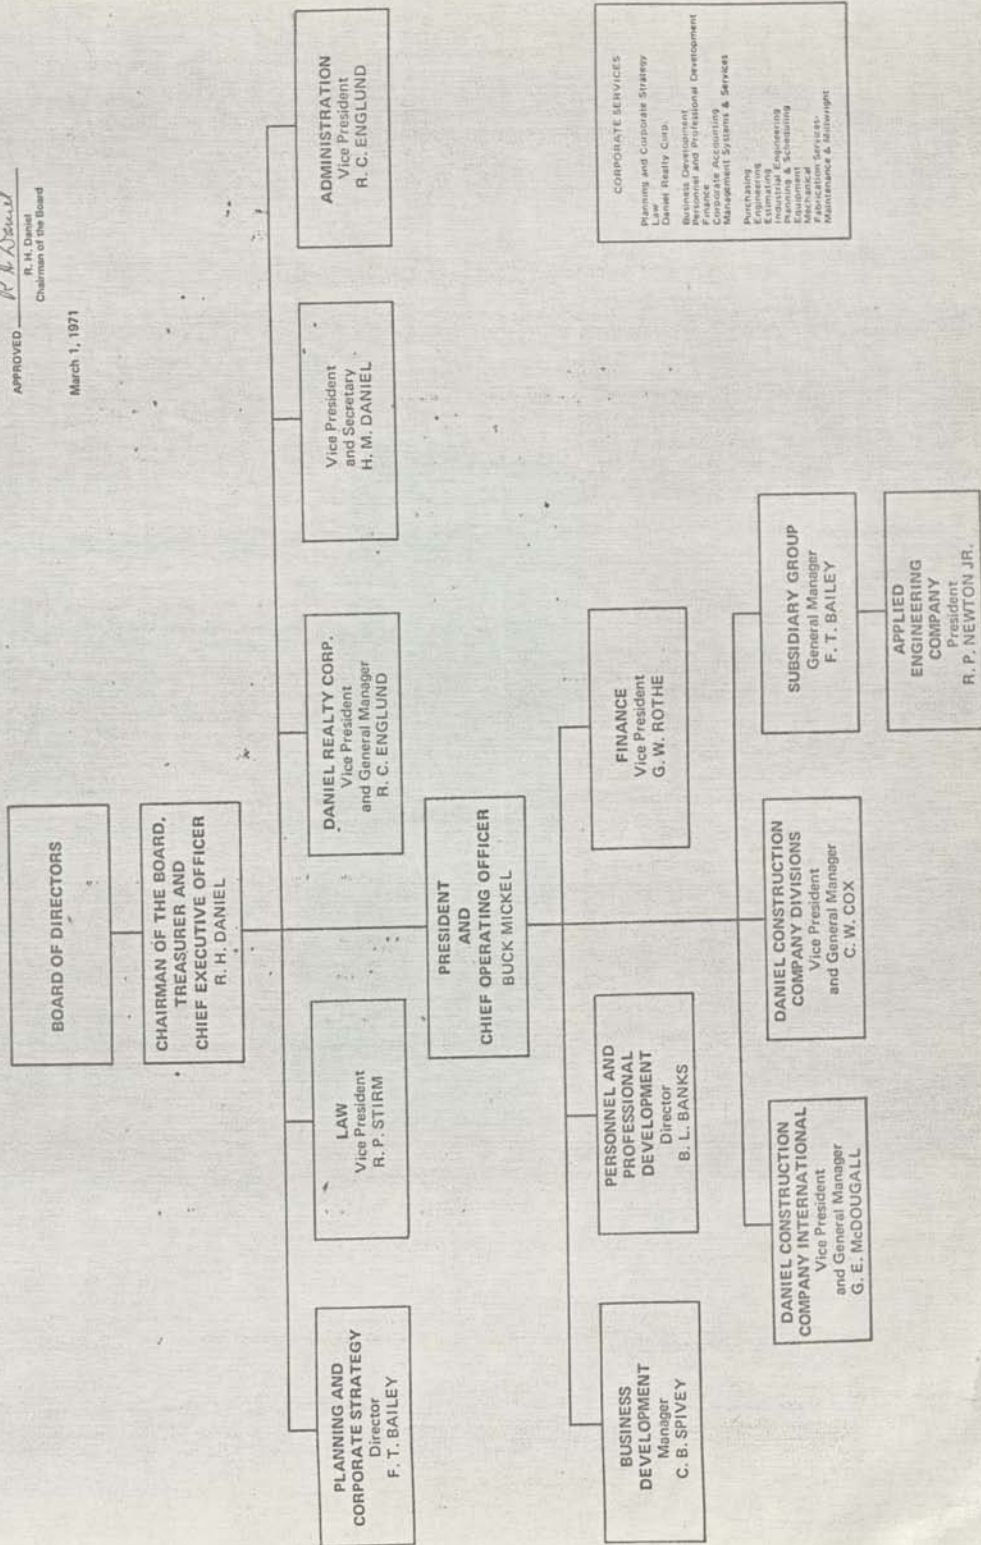 APPROVED R. H. Daniel
R. H. Daniel
Chairman of the Board
March 1, 1971
BOARD OF DIRECTORS
CHAIRMAN OF THE BOARD,
TREASURER AND
CHIEF EXECUTIVE OFFICER
R. H. DANIEL
PLANNING AND
CORPORATE STRATEGY
Director
F. T. BAILEY
LAW
Vice President
R. P. STIRM
DANIEL REALTY CORP.
Vice President
and General Manager
R. C. ENGLUND
Vice President
and Secretary
H. M. DANIEL
ADMINISTRATION
Vice President
R. C. ENGLUND
PRESIDENT
AND
CHIEF OPERATING OFFICER
BUCK MICKEL
BUSINESS
DEVELOPMENT
Manager
C. B. SPIVEY
PERSONNEL AND
PROFESSIONAL
DEVELOPMENT
Director
B. L. BANKS
FINANCE
Vice President
G. W. ROTHE
DANIEL CONSTRUCTION
COMPANY INTERNATIONAL
Vice President
and General Manager
G. E. McDOUGALL
DANIEL CONSTRUCTION
COMPANY DIVISIONS
Vice President
and General Manager
C. W. COX
SUBSIDIARY GROUP
General Manager
F. T. BAILEY
APPLIED
ENGINEERING
COMPANY
President
R. P. NEWTON JR.
CORPORATE SERVICES
Planning and Corporate Strategy
Law
Daniel Realty Corp.
Business Development
Personnel and Professional Development
Finance
Corporate Accounting
Management Systems & Services
Purchasing
Engineering
Estimating
Industrial Engineering
Planning & Scheduling
Equipment
Mechanical
Fabrication Services-
Maintenance & Millwright